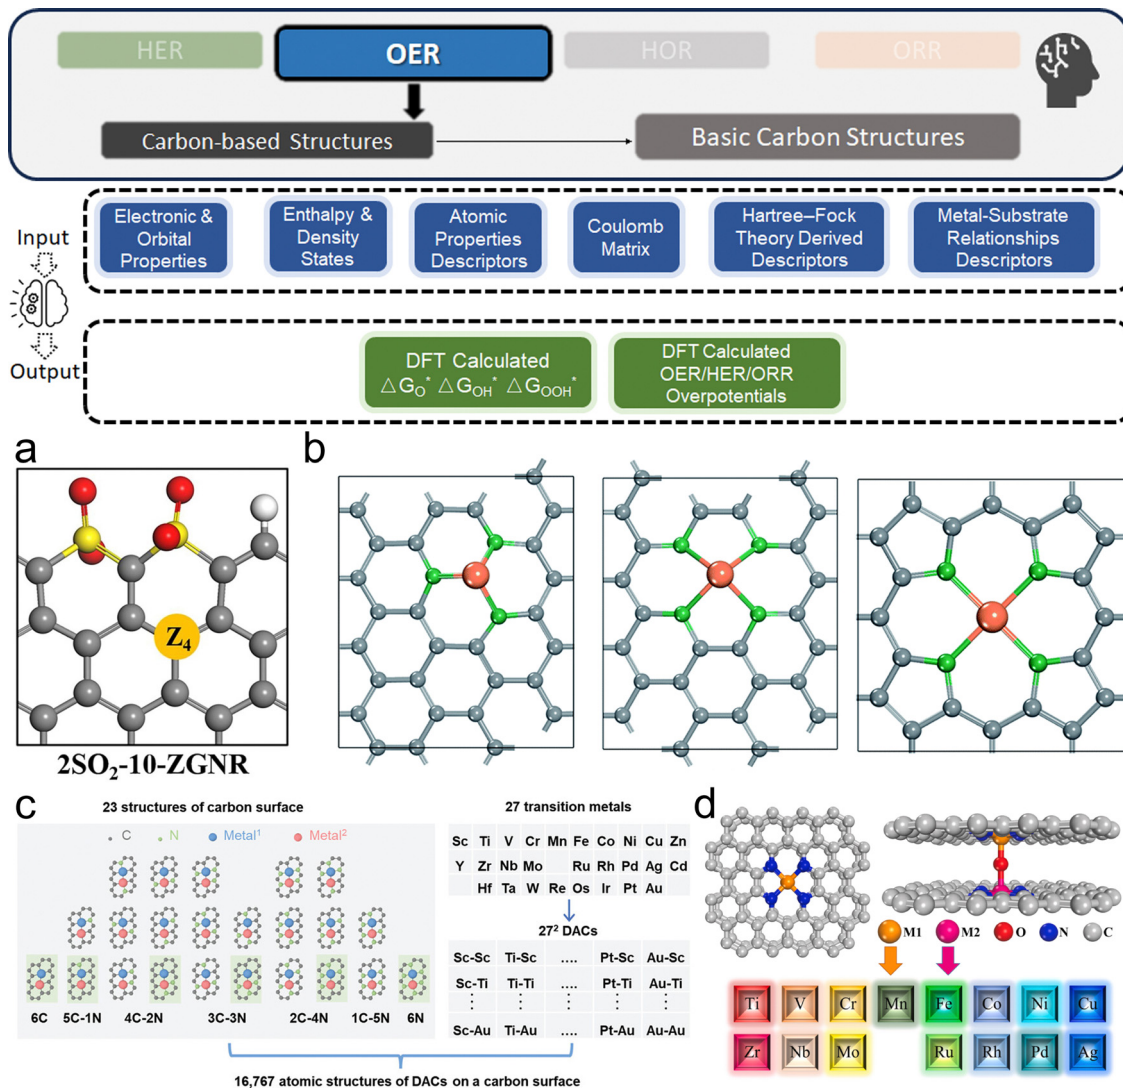 HER OER HOR ORR
Carbon-based Structures
Basic Carbon Structures
Input
Electronic &
Orbital
Properties
Enthalpy &
Density
States
Atomic
Properties
Descriptors
Coulomb
Matrix
Hartree–Fock
Theory Derived
Descriptors
Metal-Substrate
Relationships
Descriptors
Output
DFT Calculated
△G_O* △G_OH* △G_OOH*
DFT Calculated
OER/HER/ORR
Overpotentials
a
Z₄
2SO₂-10-ZGNR
b
c
23 structures of carbon surface
C N Metal¹ Metal²
6C 5C-1N 4C-2N 3C-3N 2C-4N 1C-5N 6N
27 transition metals
Sc Ti V Cr Mn Fe Co Ni Cu Zn
Y Zr Nb Mo Ru Rh Pd Ag Cd
Hf Ta W Re Os Ir Pt Au
27² DACs
Sc-Sc Ti-Sc .... Pt-Sc Au-Sc
Sc-Ti Ti-Ti .... Pt-Ti Au-Ti
Sc-Au Ti-Au .... Pt-Au Au-Au
16,767 atomic structures of DACs on a carbon surface
d
M1 M2 O N C
Ti V Cr Mn Fe Co Ni Cu
Zr Nb Mo Ru Rh Pd Ag